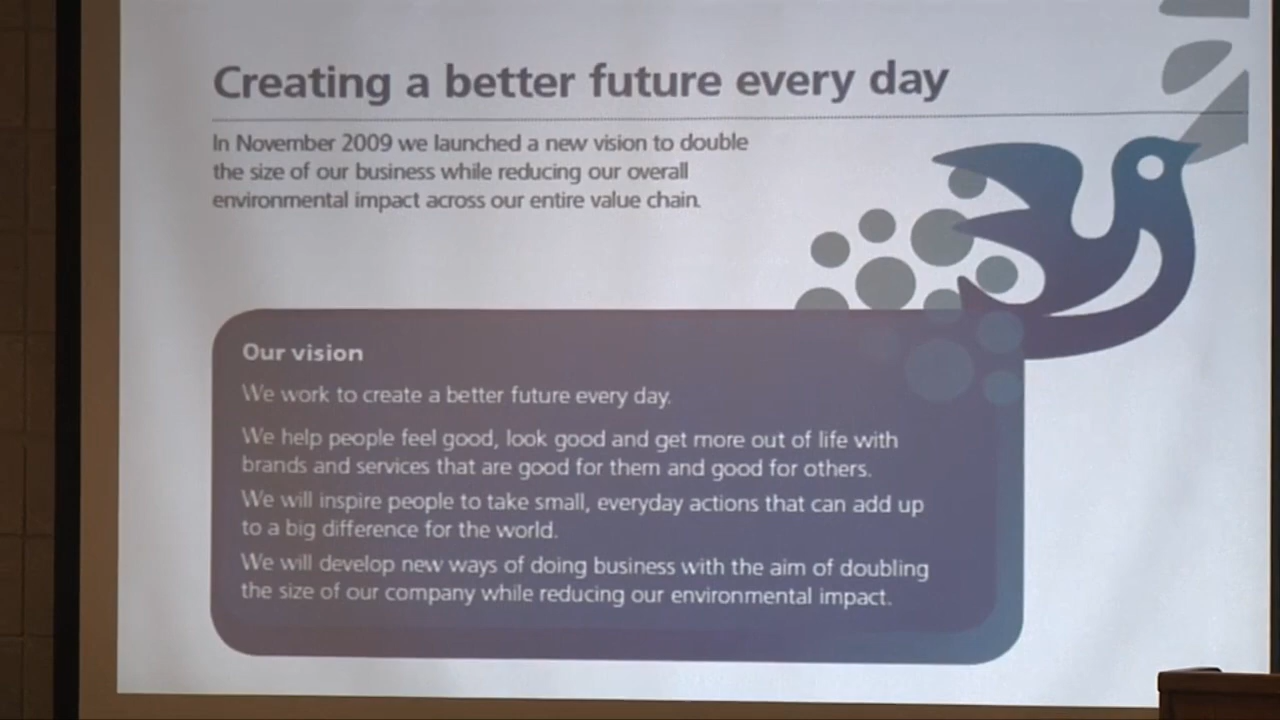 Creating a better future every day
In November 2009 we launched a new vision to double
the size of our business while reducing our overall
environmental impact across our entire value chain.
Our vision
We work to create a better future every day.
We help people feel good, look good and get more out of life with
brands and services that are good for them and good for others.
We will inspire people to take small, everyday actions that can add up
to a big difference for the world.
We will develop new ways of doing business with the aim of doubling
the size of our company while reducing our environmental impact.